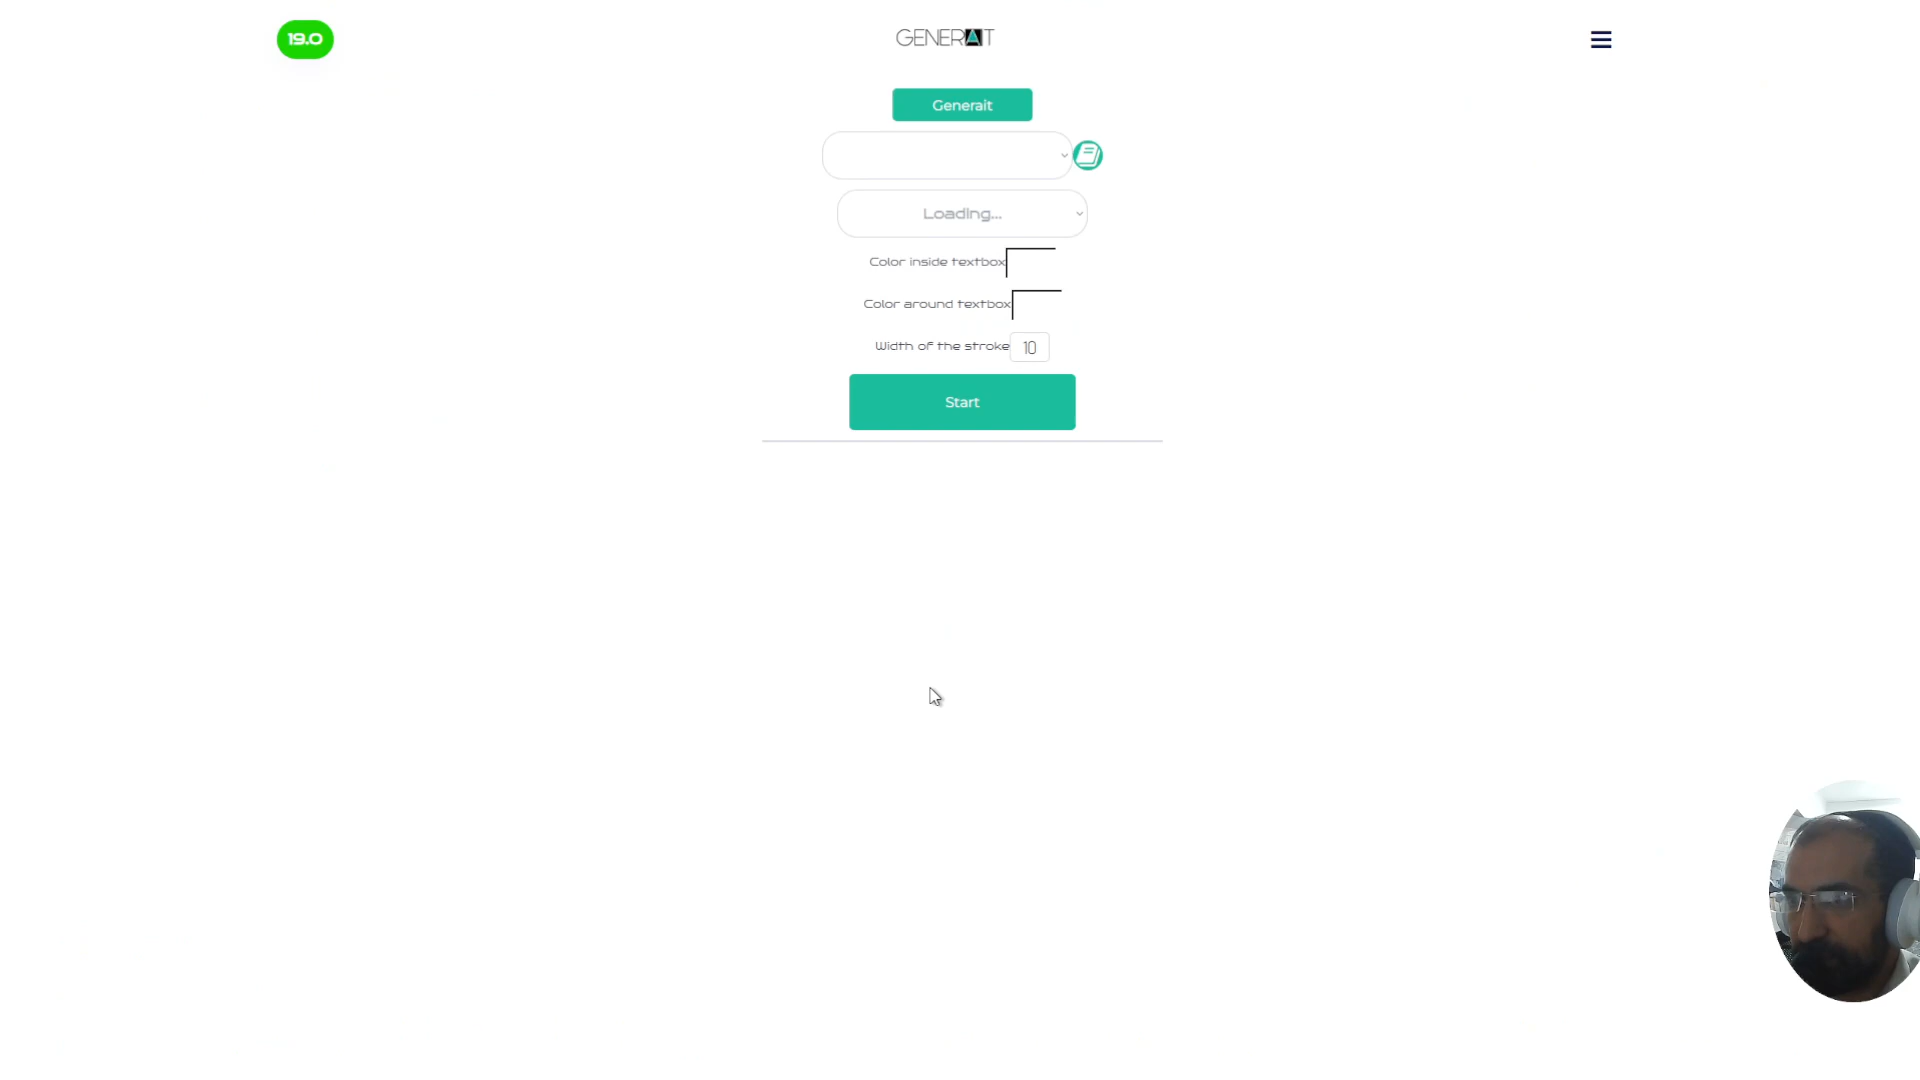 19.0
GENERAIT
Generait
Loading...
Color inside textbox
Color around textbox
Width of the stroke 10
Start